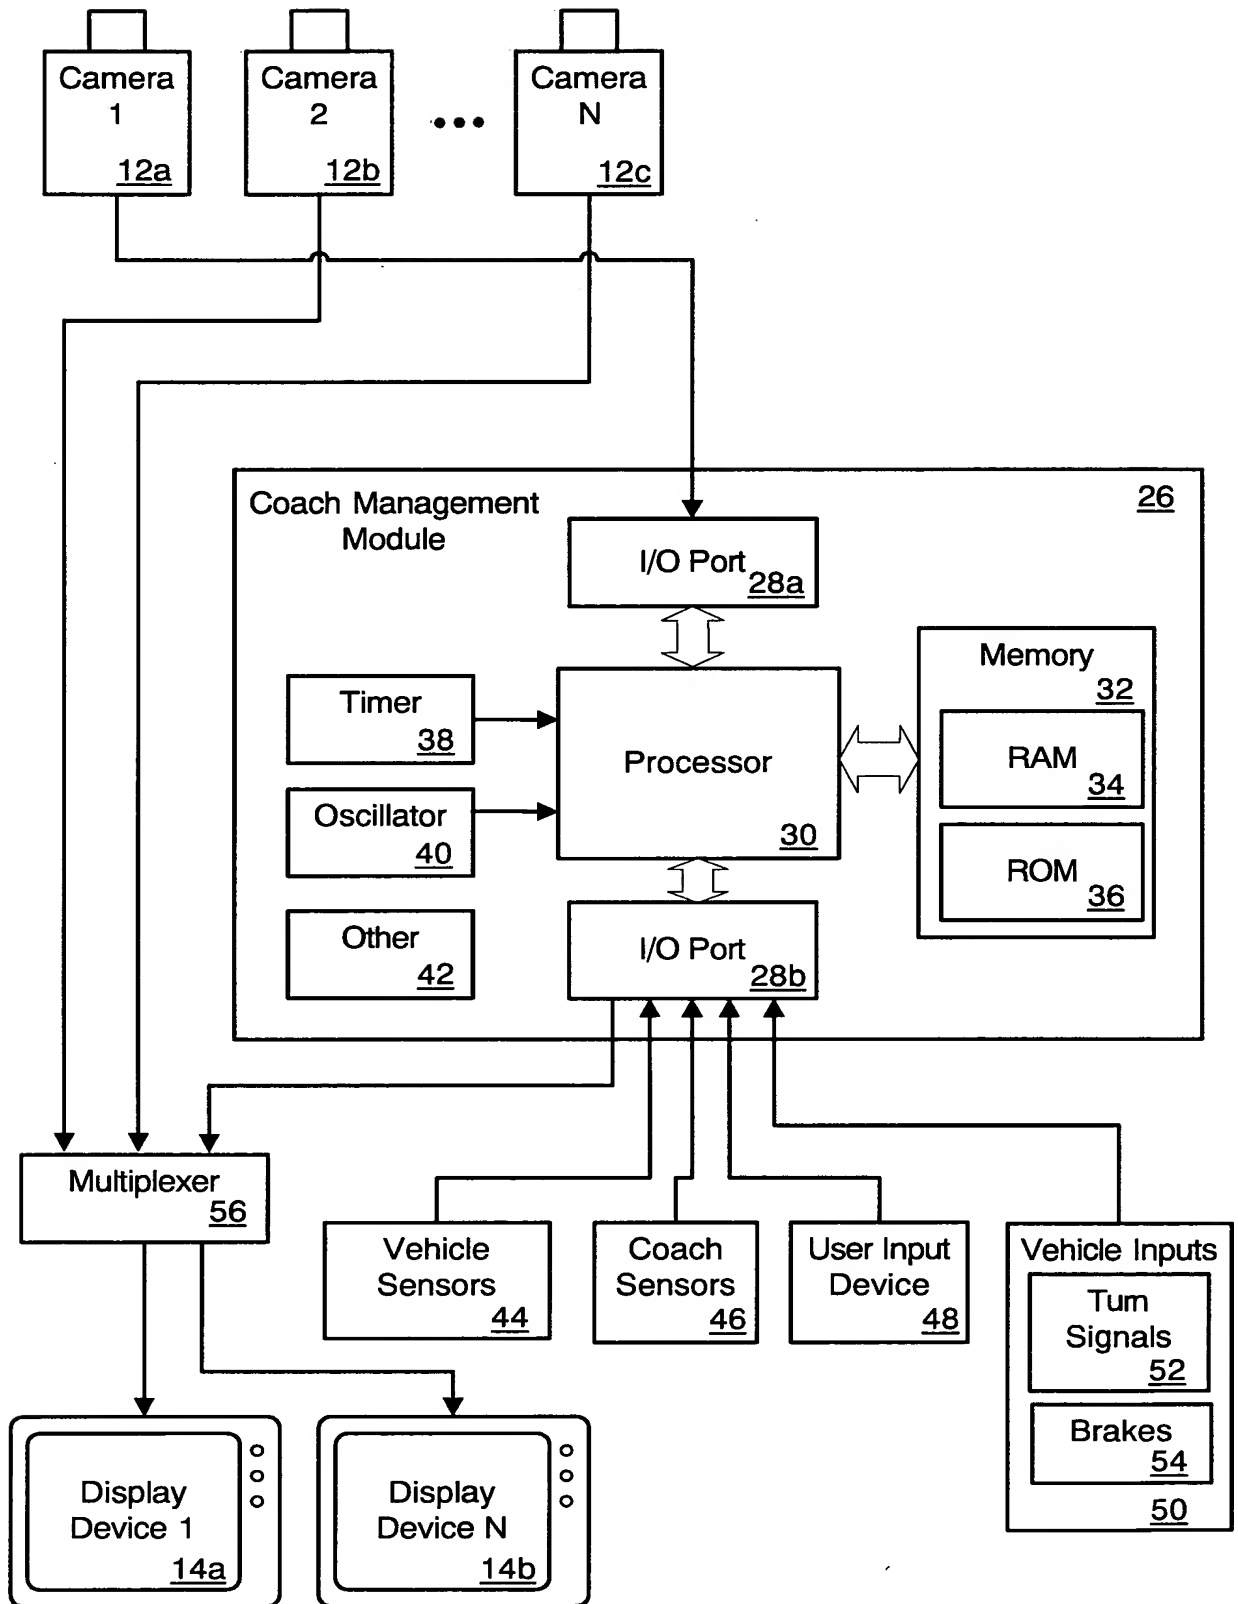 Camera
1
12a
Camera
2
12b
Camera
N
12c
Coach Management
Module
26
I/O Port
28a
Memory
32
RAM
34
ROM
36
Timer
38
Processor
30
Oscillator
40
Other
42
I/O Port
28b
Multiplexer
56
Vehicle
Sensors
44
Coach
Sensors
46
User Input
Device
48
Vehicle Inputs
Turn
Signals
52
Brakes
54
50
Display
Device 1
14a
Display
Device N
14b